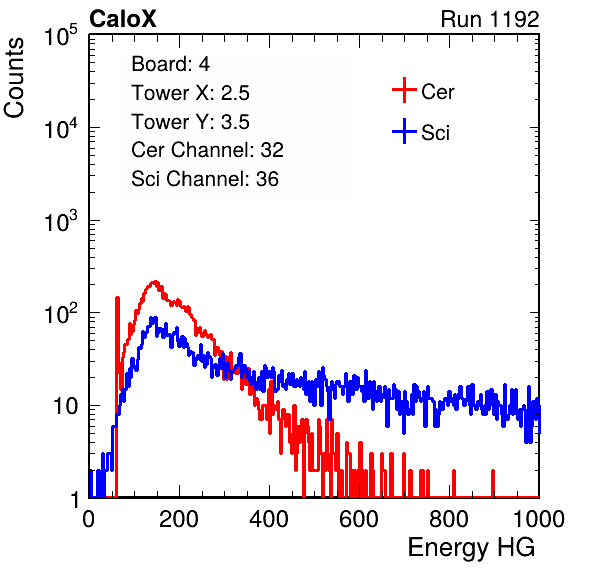 CaloX Run 1192
Counts
10^5
10^4
10^3
10^2
10
1
Board: 4
Tower X: 2.5
Tower Y: 3.5
Cer Channel: 32
Sci Channel: 36
Cer
Sci
0 200 400 600 800 1000
Energy HG